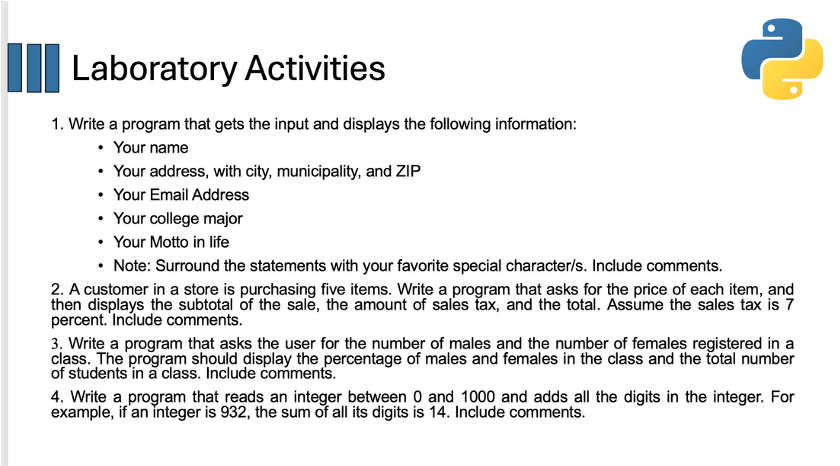 Laboratory Activities
1. Write a program that gets the input and displays the following information:
• Your name
• Your address, with city, municipality, and ZIP
• Your Email Address
• Your college major
• Your Motto in life
• Note: Surround the statements with your favorite special character/s. Include comments.
2. A customer in a store is purchasing five items. Write a program that asks for the price of each item, and
then displays the subtotal of the sale, the amount of sales tax, and the total. Assume the sales tax is 7
percent. Include comments.
3. Write a program that asks the user for the number of males and the number of females registered in a
class. The program should display the percentage of males and females in the class and the total number
of students in a class. Include comments.
4. Write a program that reads an integer between 0 and 1000 and adds all the digits in the integer. For
example, if an integer is 932, the sum of all its digits is 14. Include comments.